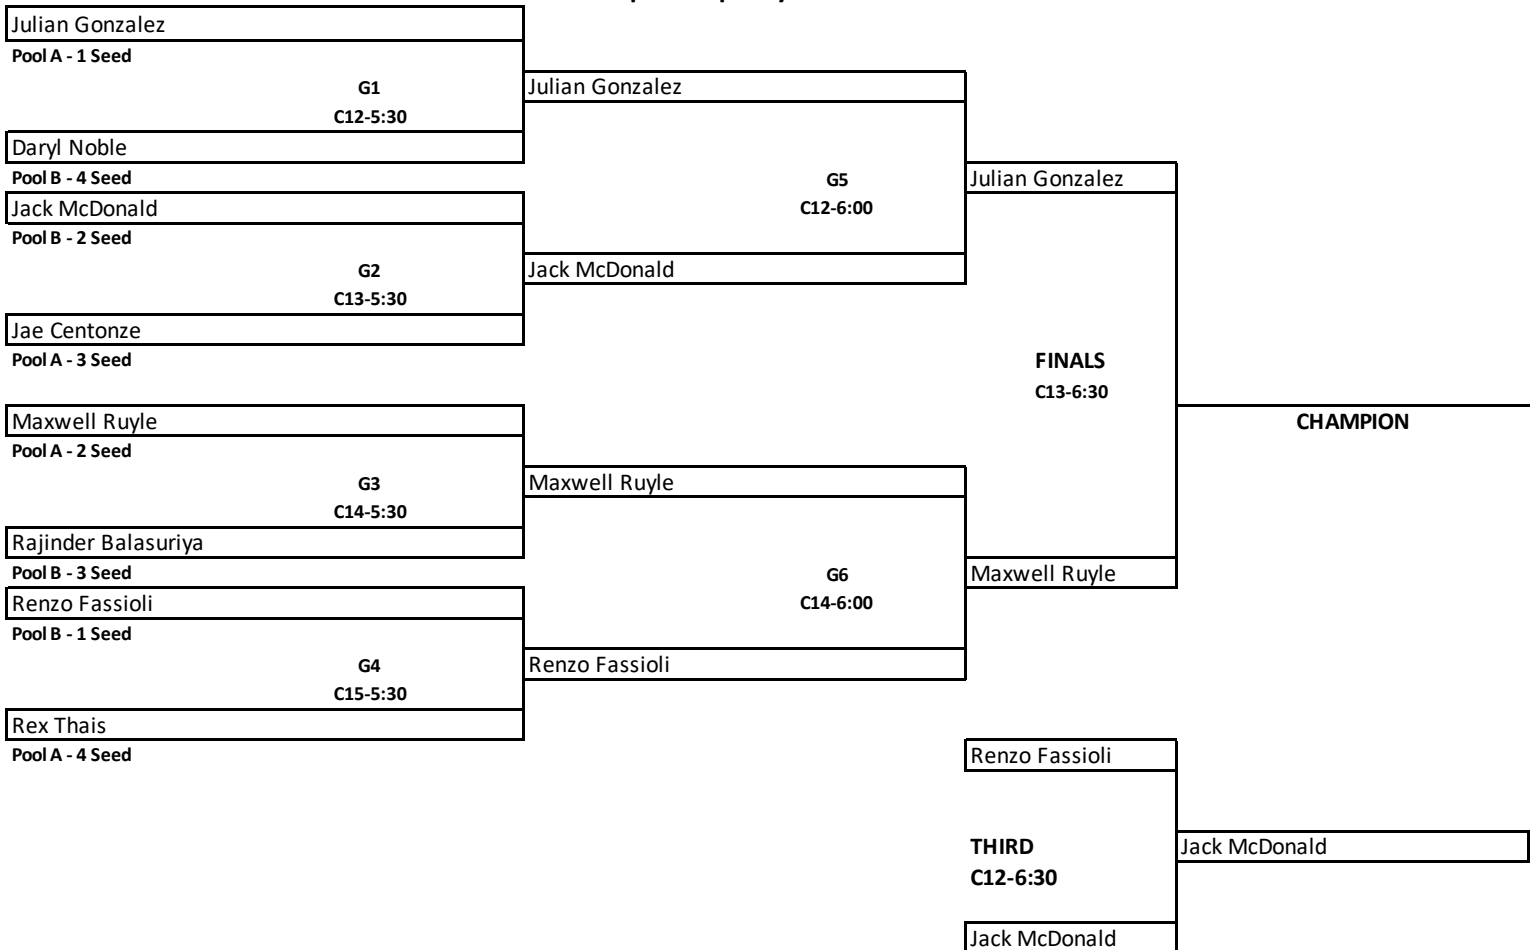 Julian Gonzalez
Pool A - 1 Seed
G1
C12-5:30
Julian Gonzalez
Daryl Noble
Pool B - 4 Seed
Jack McDonald
Pool B - 2 Seed
G5
C12-6:00
Julian Gonzalez
G2
C13-5:30
Jack McDonald
Jae Centonze
Pool A - 3 Seed
FINALS
C13-6:30
Maxwell Ruyle
Pool A - 2 Seed
CHAMPION
G3
C14-5:30
Maxwell Ruyle
Rajinder Balasuriya
Pool B - 3 Seed
Renzo Fassioli
Pool B - 1 Seed
G6
C14-6:00
Maxwell Ruyle
G4
C15-5:30
Renzo Fassioli
Rex Thais
Pool A - 4 Seed
Renzo Fassioli
THIRD
C12-6:30
Jack McDonald
Jack McDonald